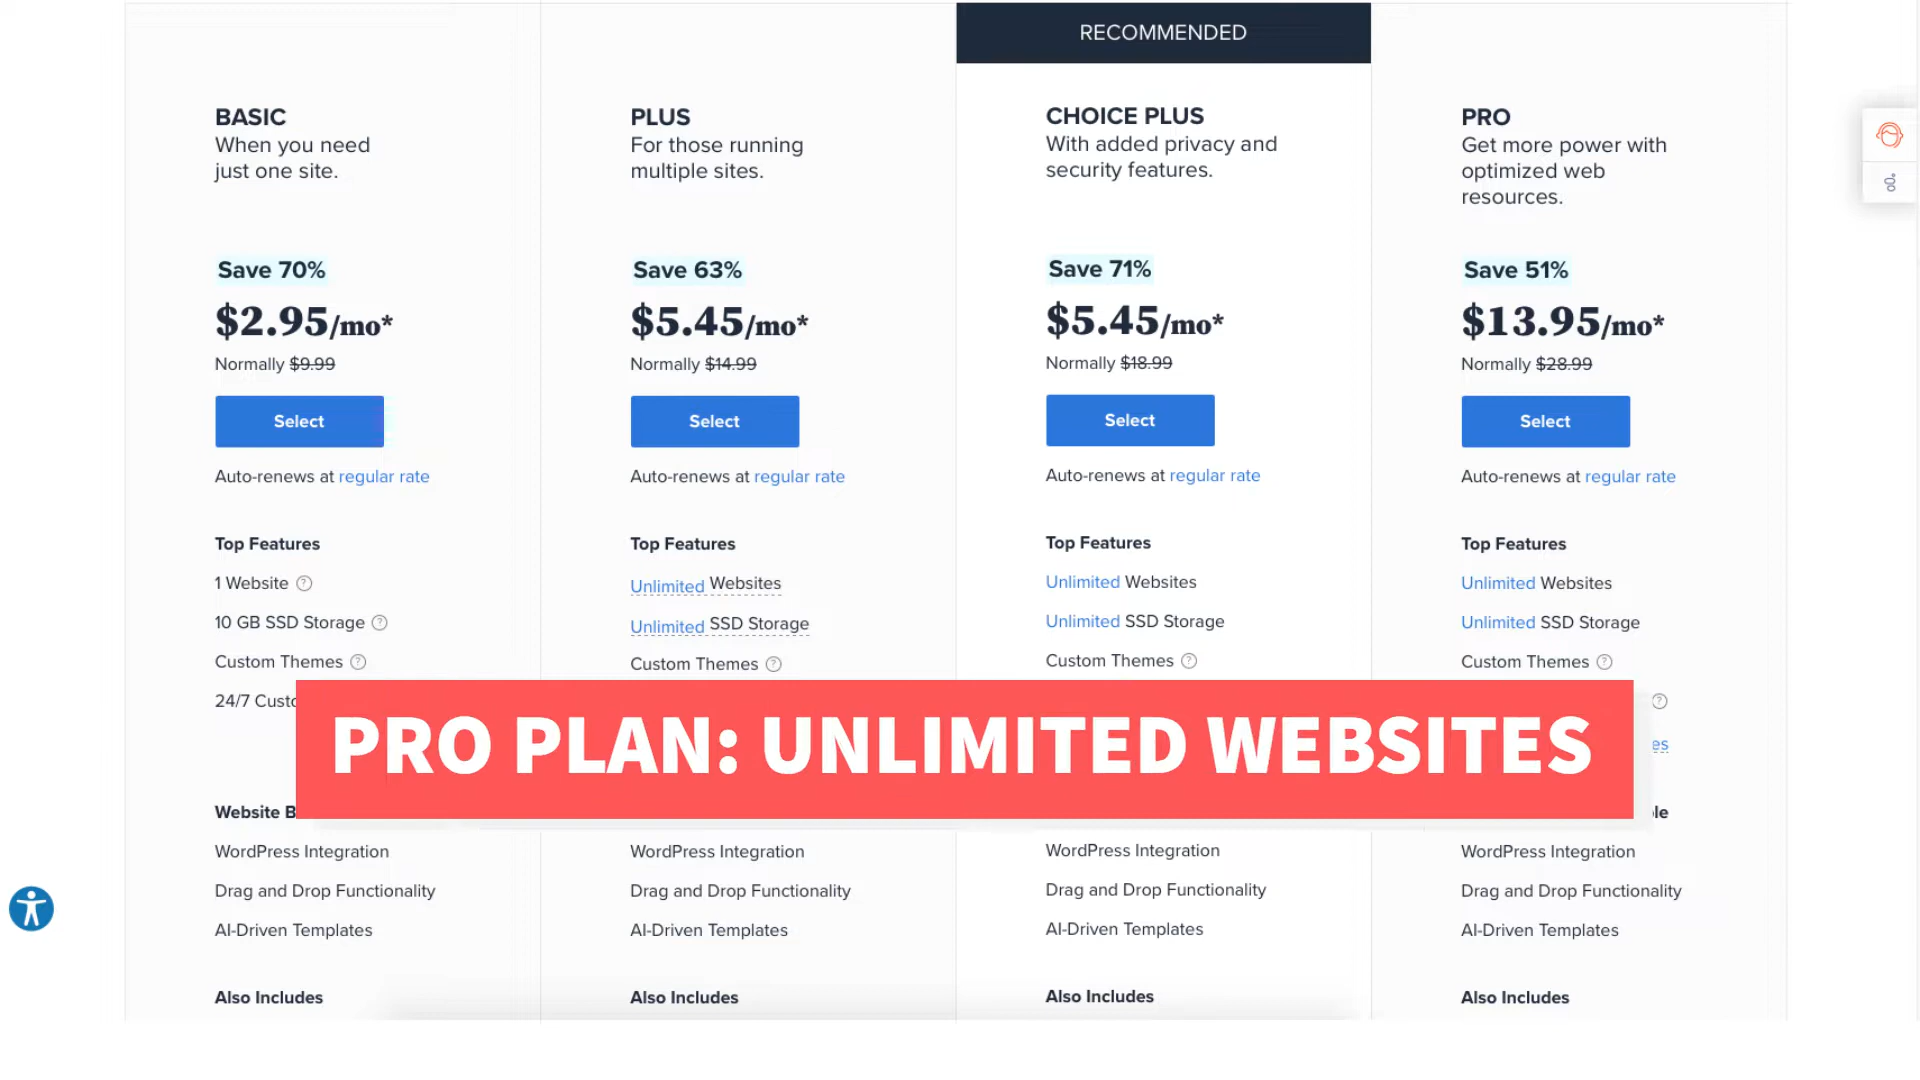 RECOMMENDED
BASIC
When you need
just one site.
Save 70%
$2.95/mo*
Normally $9.99
Select
Auto-renews at regular rate
Top Features
1 Website
10 GB SSD Storage
Custom Themes
24/7
Website
WordPress Integration
Drag and Drop Functionality
AI-Driven Templates
Also Includes
PLUS
For those running
multiple sites.
Save 63%
$5.45/mo*
Normally $14.99
Select
Auto-renews at regular rate
Top Features
Unlimited Websites
Unlimited SSD Storage
Custom Themes
WordPress Integration
Drag and Drop Functionality
AI-Driven Templates
Also Includes
CHOICE PLUS
With added privacy and
security features.
Save 71%
$5.45/mo*
Normally $18.99
Select
Auto-renews at regular rate
Top Features
Unlimited Websites
Unlimited SSD Storage
Custom Themes
WordPress Integration
Drag and Drop Functionality
AI-Driven Templates
Also Includes
PRO
Get more power with
optimized web
resources.
Save 51%
$13.95/mo*
Normally $28.99
Select
Auto-renews at regular rate
Top Features
Unlimited Websites
Unlimited SSD Storage
Custom Themes
WordPress Integration
Drag and Drop Functionality
AI-Driven Templates
Also Includes
PRO PLAN: UNLIMITED WEBSITES